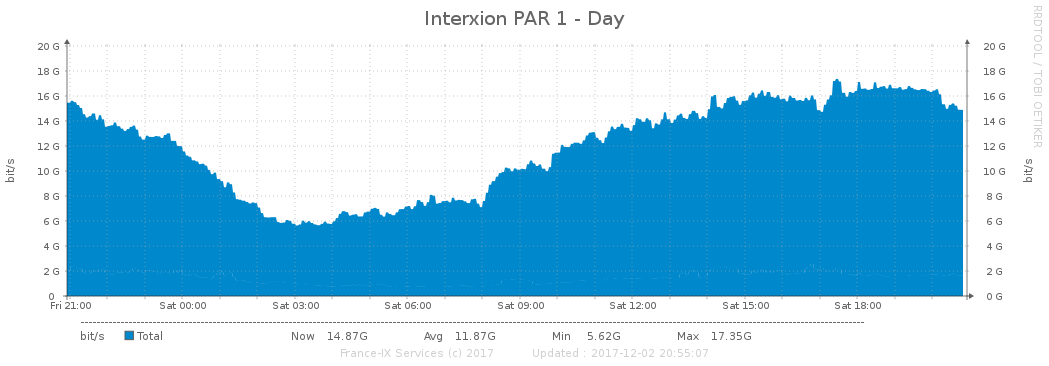 Interxion PAR 1 - Day
RRDTOOL / TOBI OETIKER
20 G 20 G
18 G 18 G
16 G 16 G
14 G 14 G
12 G 12 G
10 G 10 G
8 G 8 G
6 G 6 G
4 G 4 G
2 G 2 G
0 0 G
bit/s bit/s
Fri 21:00 Sat 00:00 Sat 03:00 Sat 06:00 Sat 09:00 Sat 12:00 Sat 15:00 Sat 18:00
bit/s Total Now 14.87G Avg 11.87G Min 5.62G Max 17.35G
France-IX Services (c) 2017 Updated : 2017-12-02 20:55:07